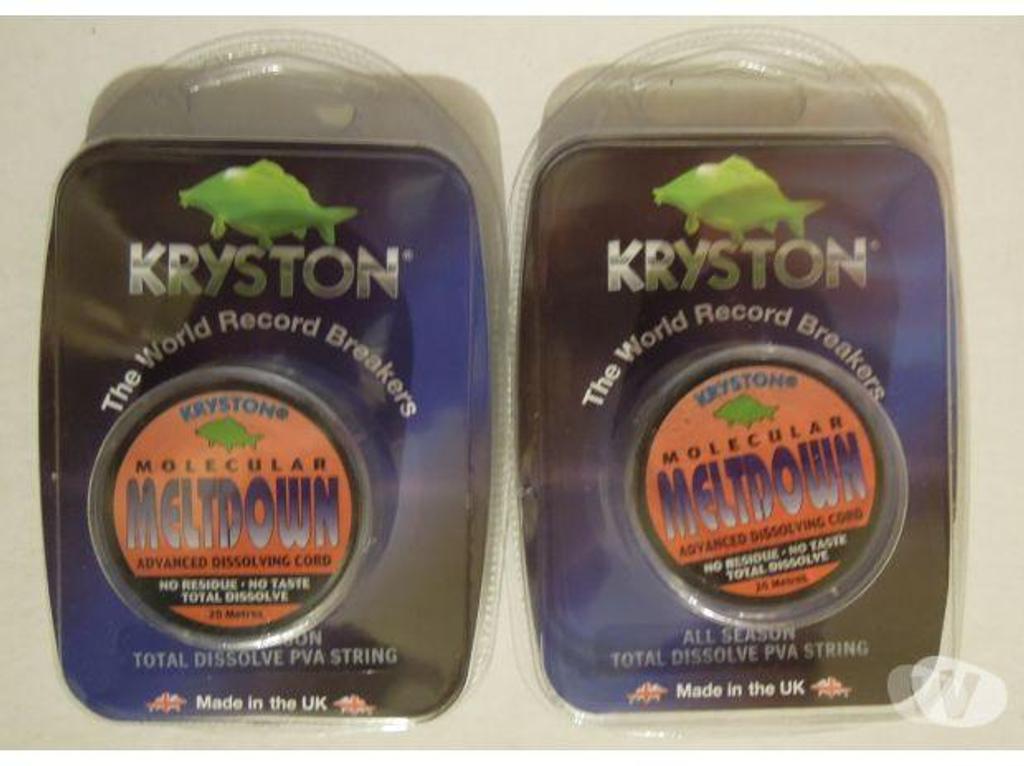 KRYSTON®
The World Record Breakers
KRYSTON®
MOLECULAR
MELTDOWN
ADVANCED DISSOLVING CORD
NO RESIDUE · NO TASTE
TOTAL DISSOLVE
20 Metres
SON
TOTAL DISSOLVE PVA STRING
Made in the UK
KRYSTON®
The World Record Breakers
KRYSTON®
MOLECULAR
MELTDOWN
ADVANCED DISSOLVING CORD
NO RESIDUE · NO TASTE
TOTAL DISSOLVE
20 Metres
ALL SEASON
TOTAL DISSOLVE PVA STRING
Made in the UK
W